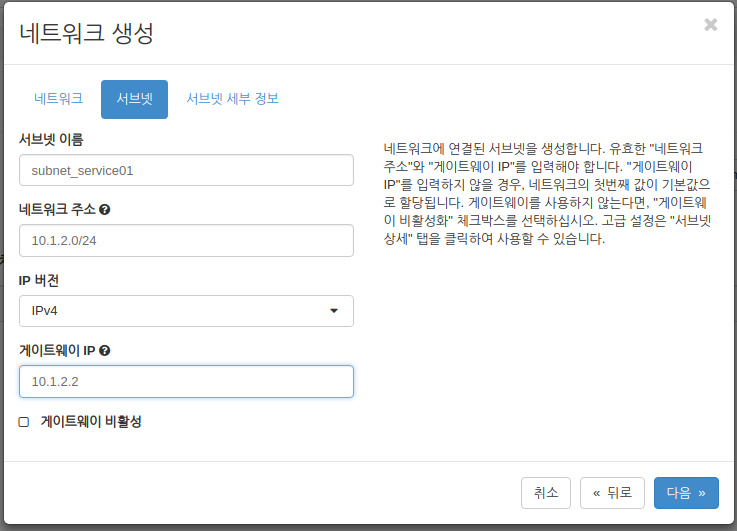 네트워크 생성
×
네트워크
서브넷
서브넷 세부 정보
서브넷 이름
subnet_service01
네트워크 주소
10.1.2.0/24
IP 버전
IPv4
게이트웨이 IP
10.1.2.2
게이트웨이 비활성
네트워크에 연결된 서브넷을 생성합니다. 유효한 "네트워크
주소"와 "게이트웨이 IP"를 입력해야 합니다. "게이트웨이
IP"를 입력하지 않을 경우, 네트워크의 첫번째 값이 기본값으
로 할당됩니다. 게이트웨이를 사용하지 않는다면, "게이트웨
이 비활성화" 체크박스를 선택하십시오. 고급 설정은 "서브넷
상세" 탭을 클릭하여 사용할 수 있습니다.
취소
« 뒤로
다음 »